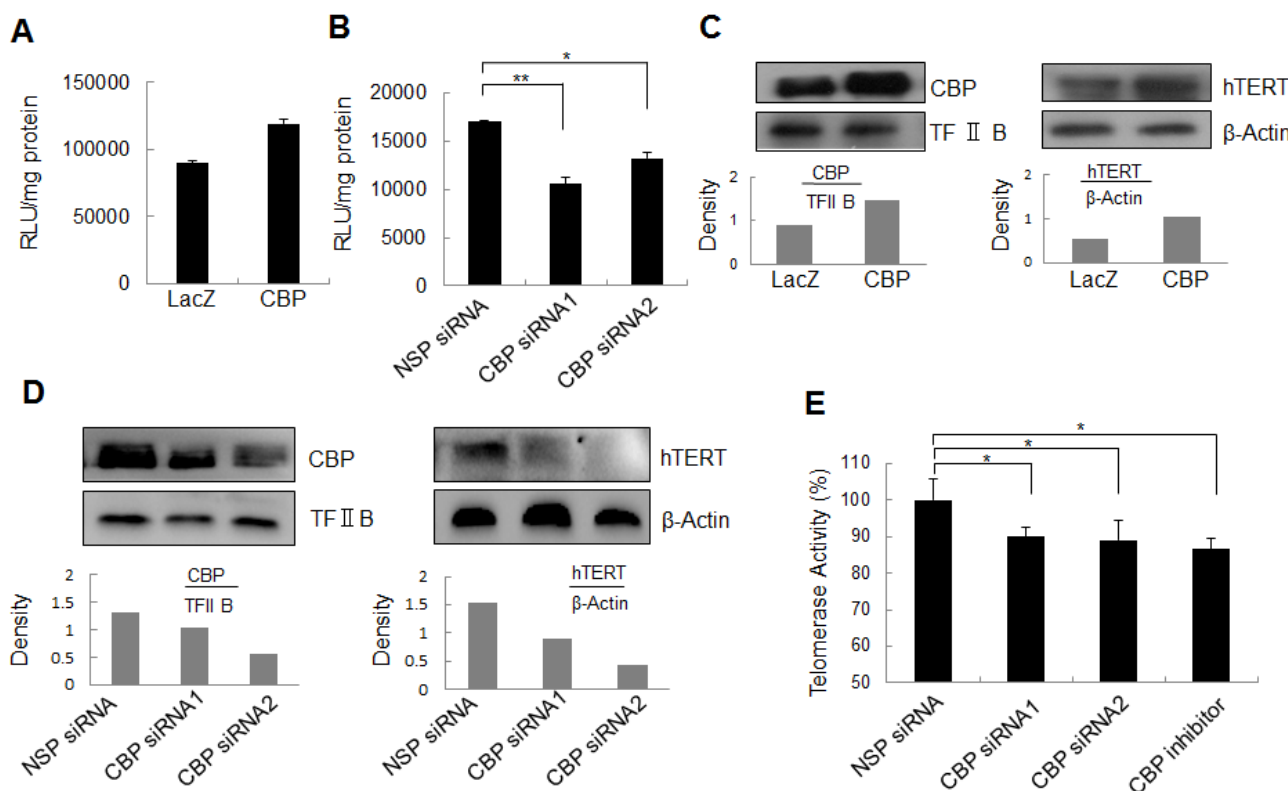 A
RLU/mg protein
150000
100000
50000
0
LacZ CBP
B
* 
**
RLU/mg protein
20000
15000
10000
5000
0
NSP siRNA
CBP siRNA1
CBP siRNA2
C
CBP
TF Ⅱ B
Density
2
1
0
CBP
TFII B
LacZ CBP
hTERT
β-Actin
Density
2
1
0
hTERT
β-Actin
LacZ CBP
D
CBP
TF Ⅱ B
Density
2
1.5
1
0.5
0
CBP
TFII B
NSP siRNA
CBP siRNA1
CBP siRNA2
hTERT
β-Actin
Density
2
1.5
1
0.5
0
hTERT
β-Actin
NSP siRNA
CBP siRNA1
CBP siRNA2
E
*
*
*
Telomerase Activity (%)
110
100
90
80
70
60
50
NSP siRNA
CBP siRNA1
CBP siRNA2
CBP inhibitor